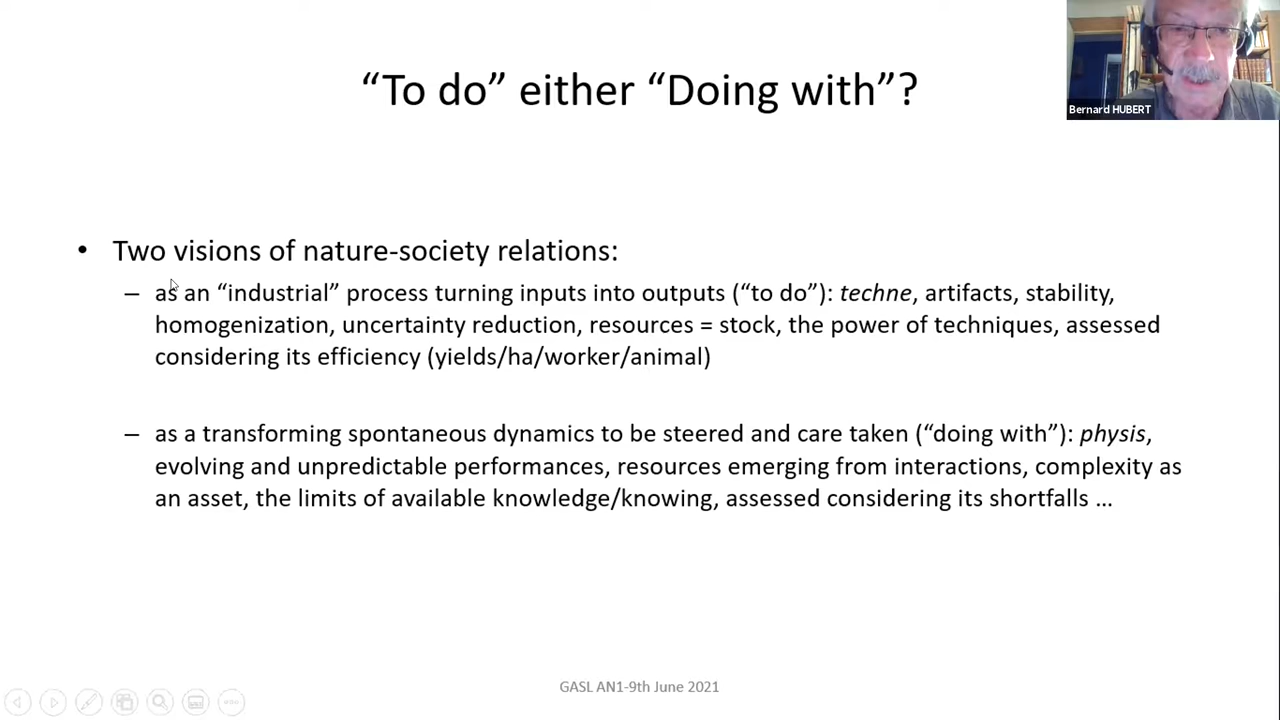 “To do” either “Doing with”?
Bernard HUBERT
• Two visions of nature-society relations:
– as an “industrial” process turning inputs into outputs (“to do”): techne, artifacts, stability,
homogenization, uncertainty reduction, resources = stock, the power of techniques, assessed
considering its efficiency (yields/ha/worker/animal)
– as a transforming spontaneous dynamics to be steered and care taken (“doing with”): physis,
evolving and unpredictable performances, resources emerging from interactions, complexity as
an asset, the limits of available knowledge/knowing, assessed considering its shortfalls ...
GASL AN1-9th June 2021